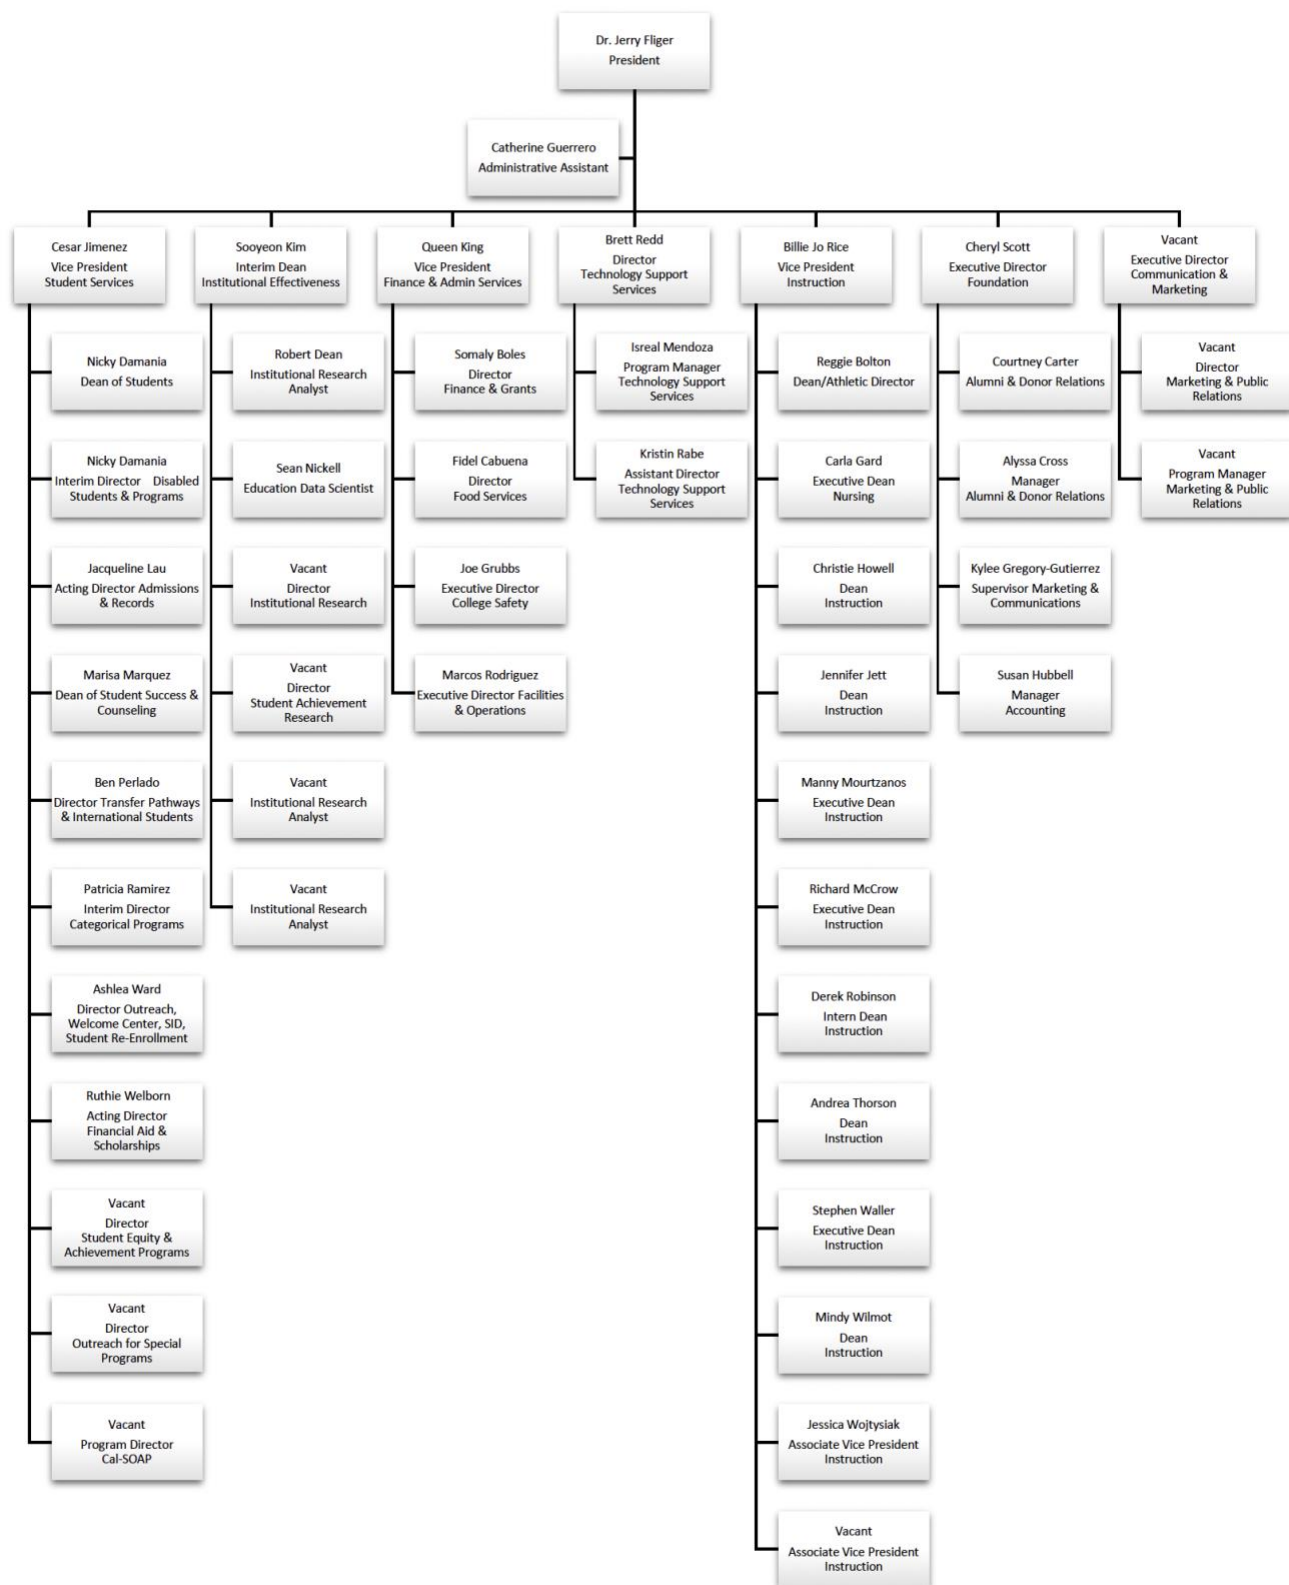 Dr. Jerry Fliger
President
Catherine Guerrero
Administrative Assistant
Cesar Jimenez
Vice President
Student Services
Sooyeon Kim
Interim Dean
Institutional Effectiveness
Queen King
Vice President
Finance & Admin Services
Brett Redd
Director
Technology Support
Services
Billie Jo Rice
Vice President
Instruction
Cheryl Scott
Executive Director
Foundation
Vacant
Executive Director
Communication &
Marketing
Nicky Damania
Dean of Students
Nicky Damania
Interim Director Disabled
Students & Programs
Jacqueline Lau
Acting Director Admissions
& Records
Marisa Marquez
Dean of Student Success &
Counseling
Ben Perlado
Director Transfer Pathways
& International Students
Patricia Ramirez
Interim Director
Categorical Programs
Ashlea Ward
Director Outreach,
Welcome Center, SID,
Student Re-Enrollment
Ruthie Welborn
Acting Director
Financial Aid &
Scholarships
Vacant
Director
Student Equity &
Achievement Programs
Vacant
Director
Outreach for Special
Programs
Vacant
Program Director
Cal-SOAP
Robert Dean
Institutional Research
Analyst
Sean Nickell
Education Data Scientist
Vacant
Director
Institutional Research
Vacant
Director
Student Achievement
Research
Vacant
Institutional Research
Analyst
Vacant
Institutional Research
Analyst
Somaly Boles
Director
Finance & Grants
Fidel Cabuena
Director
Food Services
Joe Grubbs
Executive Director
College Safety
Marcos Rodriguez
Executive Director Facilities
& Operations
Isreal Mendoza
Program Manager
Technology Support
Services
Kristin Rabe
Assistant Director
Technology Support
Services
Reggie Bolton
Dean/Athletic Director
Carla Gard
Executive Dean
Nursing
Christie Howell
Dean
Instruction
Jennifer Jett
Dean
Instruction
Manny Mourtzanos
Executive Dean
Instruction
Richard McCrow
Executive Dean
Instruction
Derek Robinson
Intern Dean
Instruction
Andrea Thorson
Dean
Instruction
Stephen Waller
Executive Dean
Instruction
Mindy Wilmot
Dean
Instruction
Jessica Wojtysiak
Associate Vice President
Instruction
Vacant
Associate Vice President
Instruction
Courtney Carter
Alumni & Donor Relations
Alyssa Cross
Manager
Alumni & Donor Relations
Kylee Gregory-Gutierrez
Supervisor Marketing &
Communications
Susan Hubbell
Manager
Accounting
Vacant
Director
Marketing & Public
Relations
Vacant
Program Manager
Marketing & Public
Relations